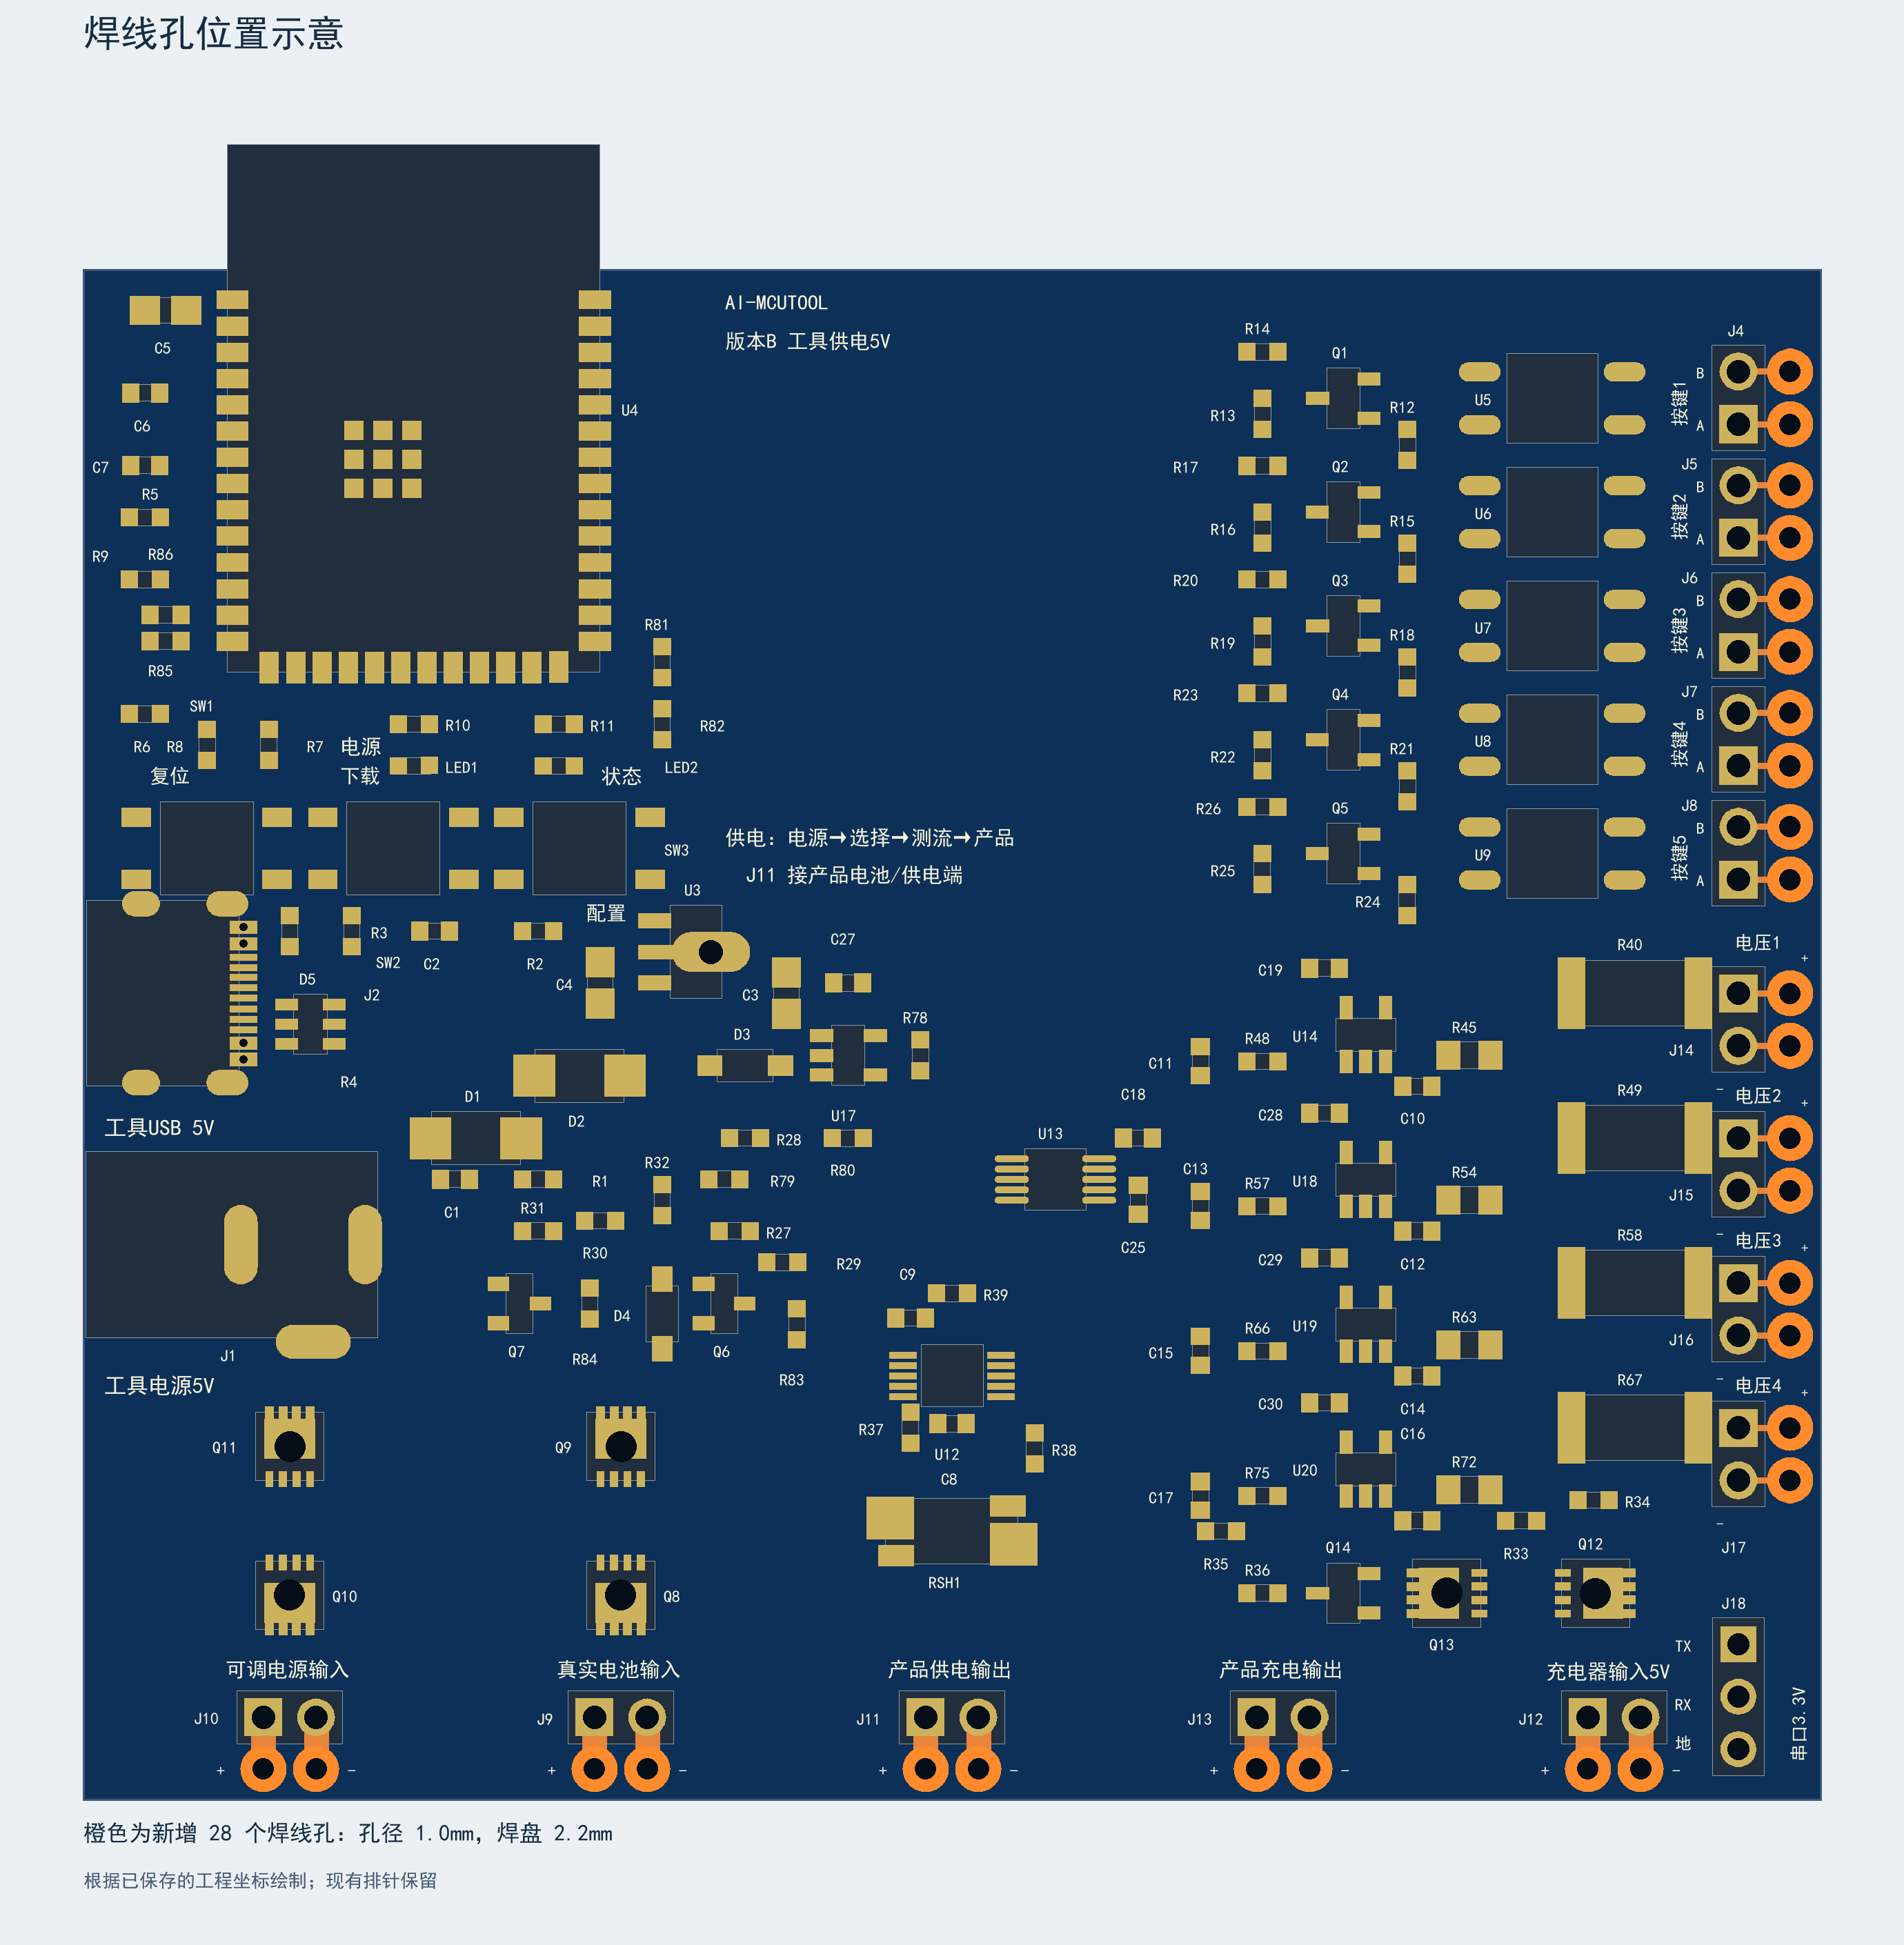 焊线孔位置示意
AI-MCUTOOL
版本B 工具供电5V
C5
C6
C7
R5
R9
R86
R85
U4
R81
R82
SW1
R6
R8
R7
电源
R10
R11
复位
下载
LED1
状态
LED2
R14
Q1
R13
R12
U5
J4
B
A
按键1
R17
Q2
R16
R15
U6
J5
B
A
按键2
R20
Q3
R19
R18
U7
J6
B
A
按键3
R23
Q4
R22
R21
U8
J7
B
A
按键4
R26
Q5
R25
R24
U9
J8
B
A
按键5
供电：电源→选择→测流→产品
J11 接产品电池/供电端
SW3
U3
配置
R3
SW2
C2
R2
C4
C3
C27
D5
J2
R4
D3
R78
D1
D2
U17
工具USB 5V
R28
R80
C1
R1
R32
R79
R31
R30
R27
R29
J1
Q7
R84
D4
Q6
R83
工具电源5V
C9
R39
R37
U12
R38
C8
RSH1
U13
C18
C25
C13
C19
R40
电压1
+
C11
R48
U14
R45
J14
C10
−
C28
R49
电压2
+
R57
U18
R54
J15
C12
−
C29
R58
电压3
+
C15
R66
U19
R63
J16
C14
−
C30
R67
电压4
+
C16
C17
R75
U20
R72
R34
−
J17
R35
R36
Q14
R33
Q12
Q13
J18
TX
RX
地
串口3.3V
Q11
Q9
Q10
Q8
可调电源输入
真实电池输入
产品供电输出
产品充电输出
充电器输入5V
J10
J9
J11
J13
J12
+ −
+ −
+ −
+ −
+ −
橙色为新增 28 个焊线孔：孔径 1.0mm，焊盘 2.2mm
根据已保存的工程坐标绘制；现有排针保留